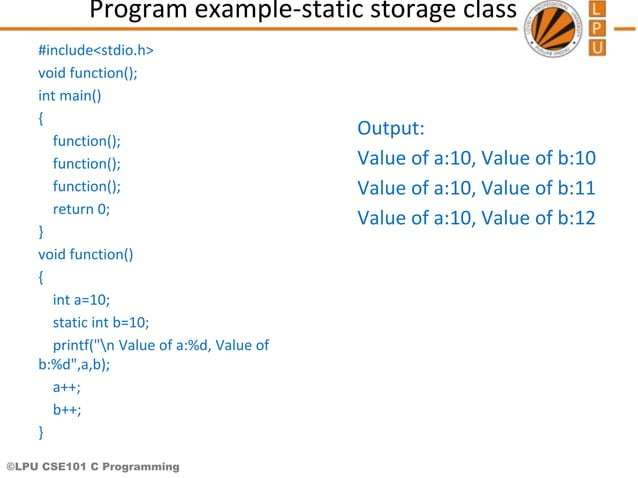 Program example-static storage class
L
P
U
#include<stdio.h>
void function();
int main()
{
function();
function();
function();
return 0;
}
void function()
{
int a=10;
static int b=10;
printf("\n Value of a:%d, Value of
b:%d",a,b);
a++;
b++;
}
Output:
Value of a:10, Value of b:10
Value of a:10, Value of b:11
Value of a:10, Value of b:12
©LPU CSE101 C Programming